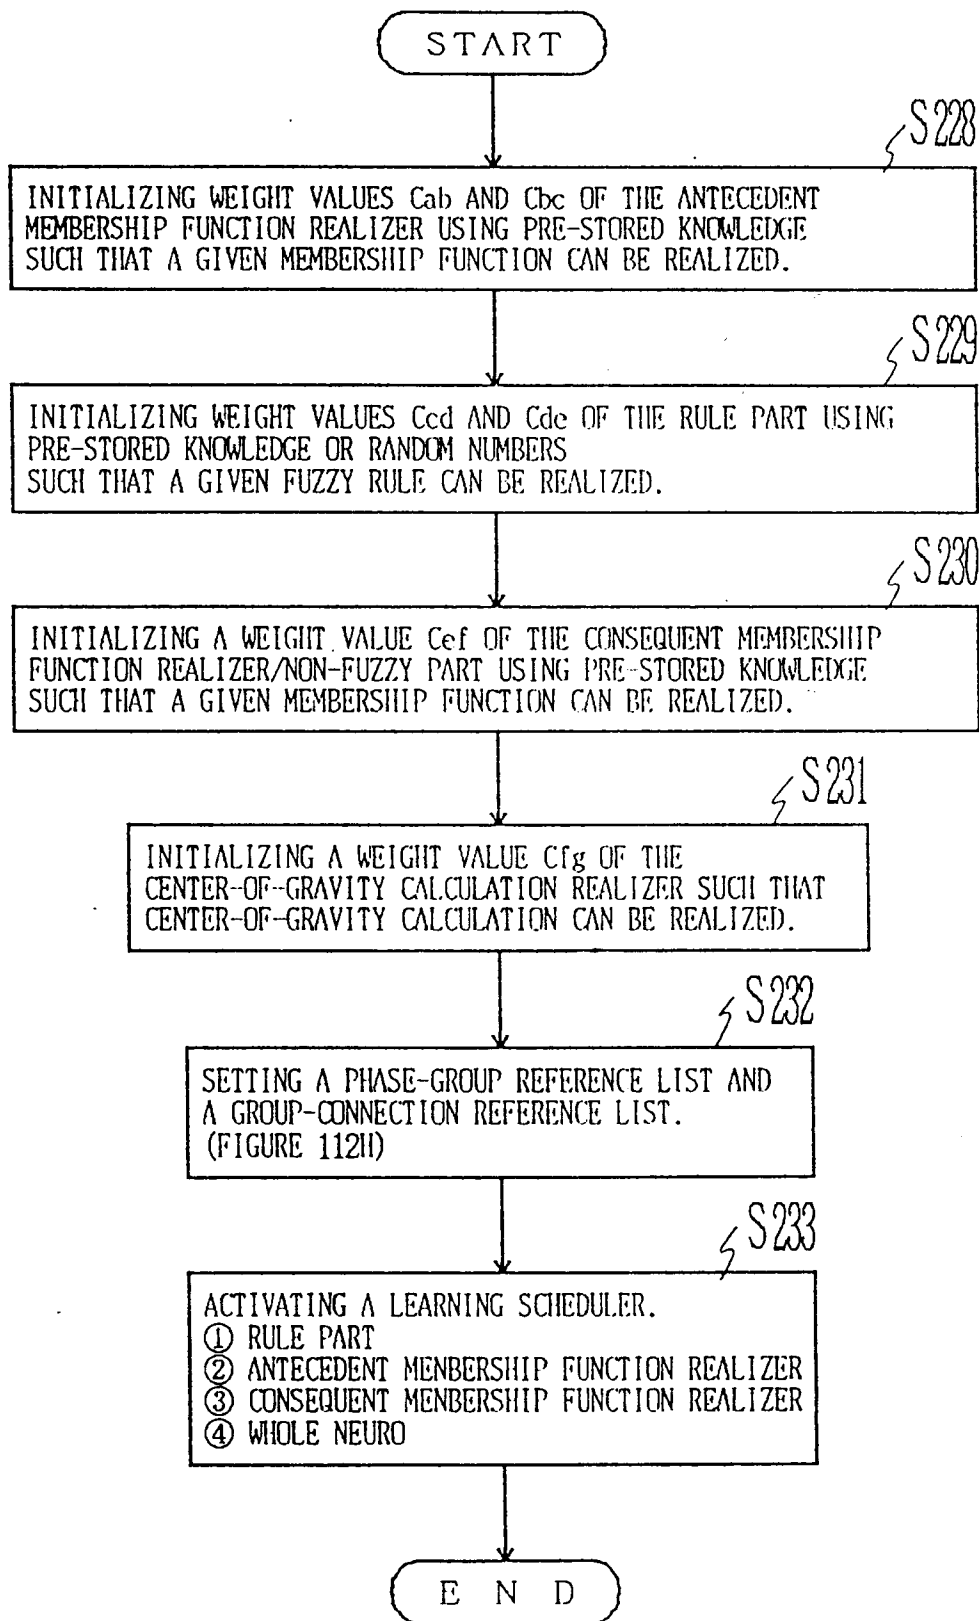 START
S228
INITIALIZING WEIGHT VALUES Cab AND Cbc OF THE ANTECEDENT
MEMBERSHIP FUNCTION REALIZER USING PRE-STORED KNOWLEDGE
SUCH THAT A GIVEN MEMBERSHIP FUNCTION CAN BE REALIZED.
S229
INITIALIZING WEIGHT VALUES Ccd AND Cde OF THE RULE PART USING
PRE-STORED KNOWLEDGE OR RANDOM NUMBERS
SUCH THAT A GIVEN FUZZY RULE CAN BE REALIZED.
S230
INITIALIZING A WEIGHT VALUE Cef OF THE CONSEQUENT MEMBERSHIP
FUNCTION REALIZER/NON-FUZZY PART USING PRE-STORED KNOWLEDGE
SUCH THAT A GIVEN MEMBERSHIP FUNCTION CAN BE REALIZED.
S231
INITIALIZING A WEIGHT VALUE Cfg OF THE
CENTER-OF-GRAVITY CALCULATION REALIZER SUCH THAT
CENTER-OF-GRAVITY CALCULATION CAN BE REALIZED.
S232
SETTING A PHASE-GROUP REFERENCE LIST AND
A GROUP-CONNECTION REFERENCE LIST.
(FIGURE 112H)
S233
ACTIVATING A LEARNING SCHEDULER.
① RULE PART
② ANTECEDENT MENBERSHIP FUNCTION REALIZER
③ CONSEQUENT MENBERSHIP FUNCTION REALIZER
④ WHOLE NEURO
END